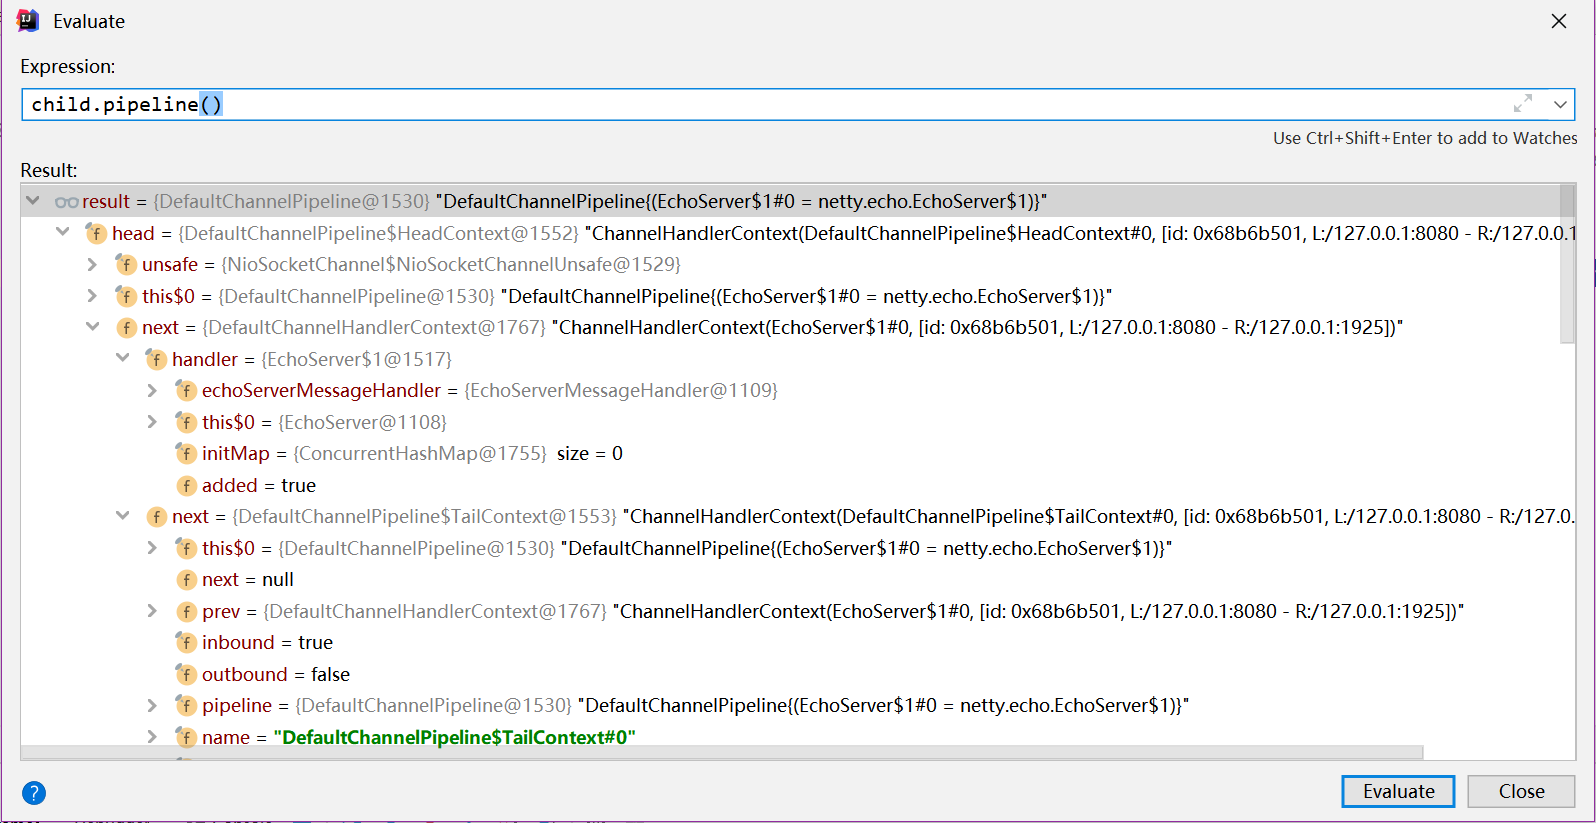 Evaluate
Expression:
child.pipeline()
Use Ctrl+Shift+Enter to add to Watches
Result:
result = {DefaultChannelPipeline@1530} "DefaultChannelPipeline{(EchoServer$1#0 = netty.echo.EchoServer$1)}"
head = {DefaultChannelPipeline$HeadContext@1552} "ChannelHandlerContext(DefaultChannelPipeline$HeadContext#0, [id: 0x68b6b501, L:/127.0.0.1:8080 - R:/127.0.0.1
unsafe = {NioSocketChannel$NioSocketChannelUnsafe@1529}
this$0 = {DefaultChannelPipeline@1530} "DefaultChannelPipeline{(EchoServer$1#0 = netty.echo.EchoServer$1)}"
next = {DefaultChannelHandlerContext@1767} "ChannelHandlerContext(EchoServer$1#0, [id: 0x68b6b501, L:/127.0.0.1:8080 - R:/127.0.0.1:1925])"
handler = {EchoServer$1@1517}
echoServerMessageHandler = {EchoServerMessageHandler@1109}
this$0 = {EchoServer@1108}
initMap = {ConcurrentHashMap@1755} size = 0
added = true
next = {DefaultChannelPipeline$TailContext@1553} "ChannelHandlerContext(DefaultChannelPipeline$TailContext#0, [id: 0x68b6b501, L:/127.0.0.1:8080 - R:/127.0.
this$0 = {DefaultChannelPipeline@1530} "DefaultChannelPipeline{(EchoServer$1#0 = netty.echo.EchoServer$1)}"
next = null
prev = {DefaultChannelHandlerContext@1767} "ChannelHandlerContext(EchoServer$1#0, [id: 0x68b6b501, L:/127.0.0.1:8080 - R:/127.0.0.1:1925])"
inbound = true
outbound = false
pipeline = {DefaultChannelPipeline@1530} "DefaultChannelPipeline{(EchoServer$1#0 = netty.echo.EchoServer$1)}"
name = "DefaultChannelPipeline$TailContext#0"
Evaluate
Close